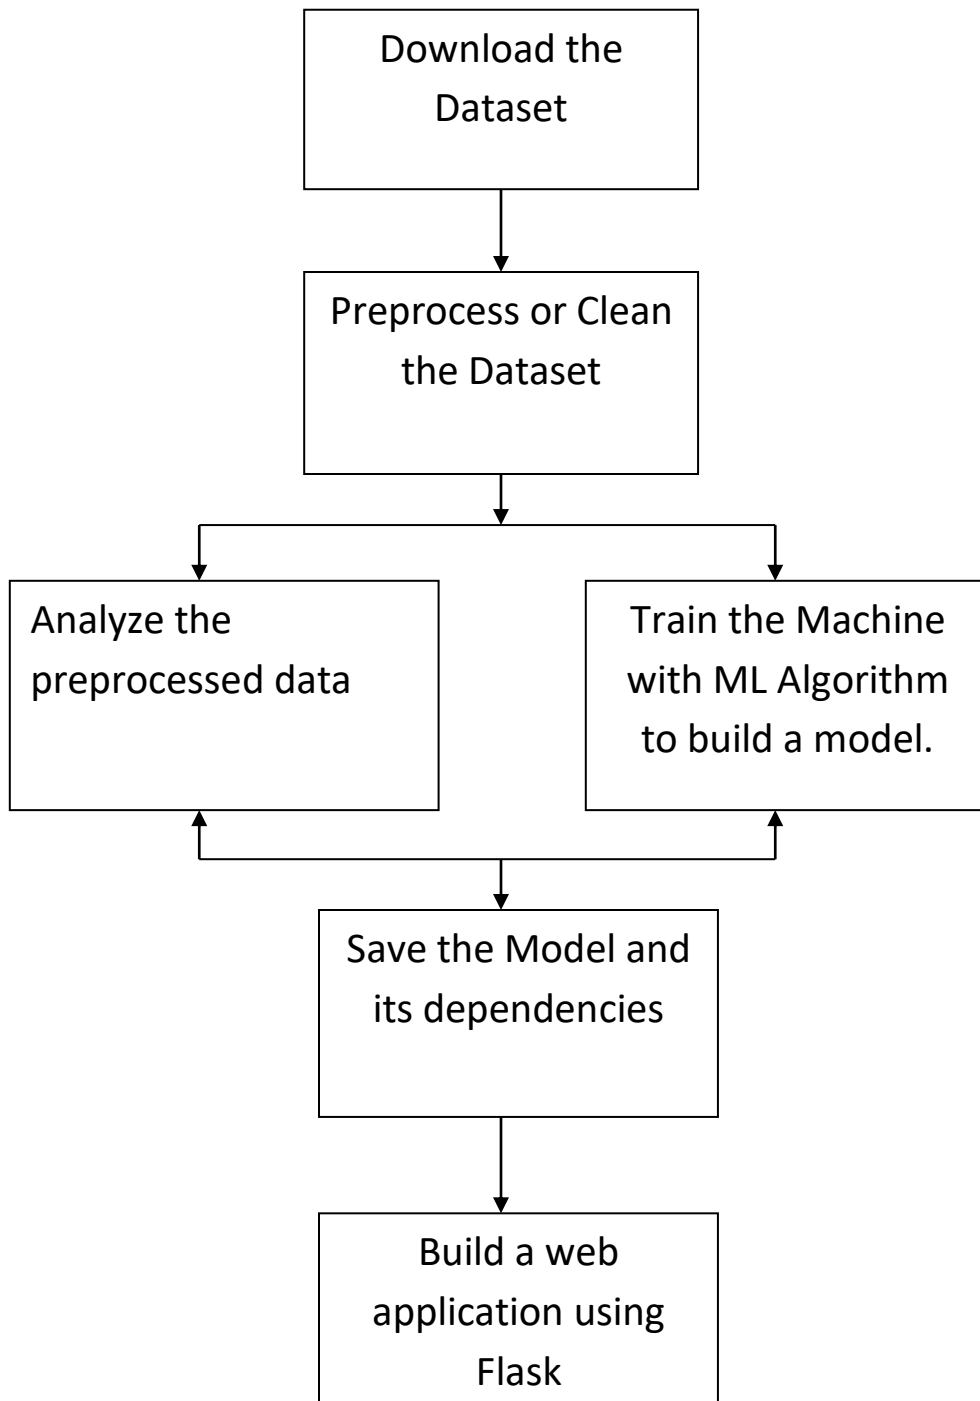 Download the
Dataset
Preprocess or Clean
the Dataset
Analyze the
preprocessed data
Train the Machine
with ML Algorithm
to build a model.
Save the Model and
its dependencies
Build a web
application using
Flask